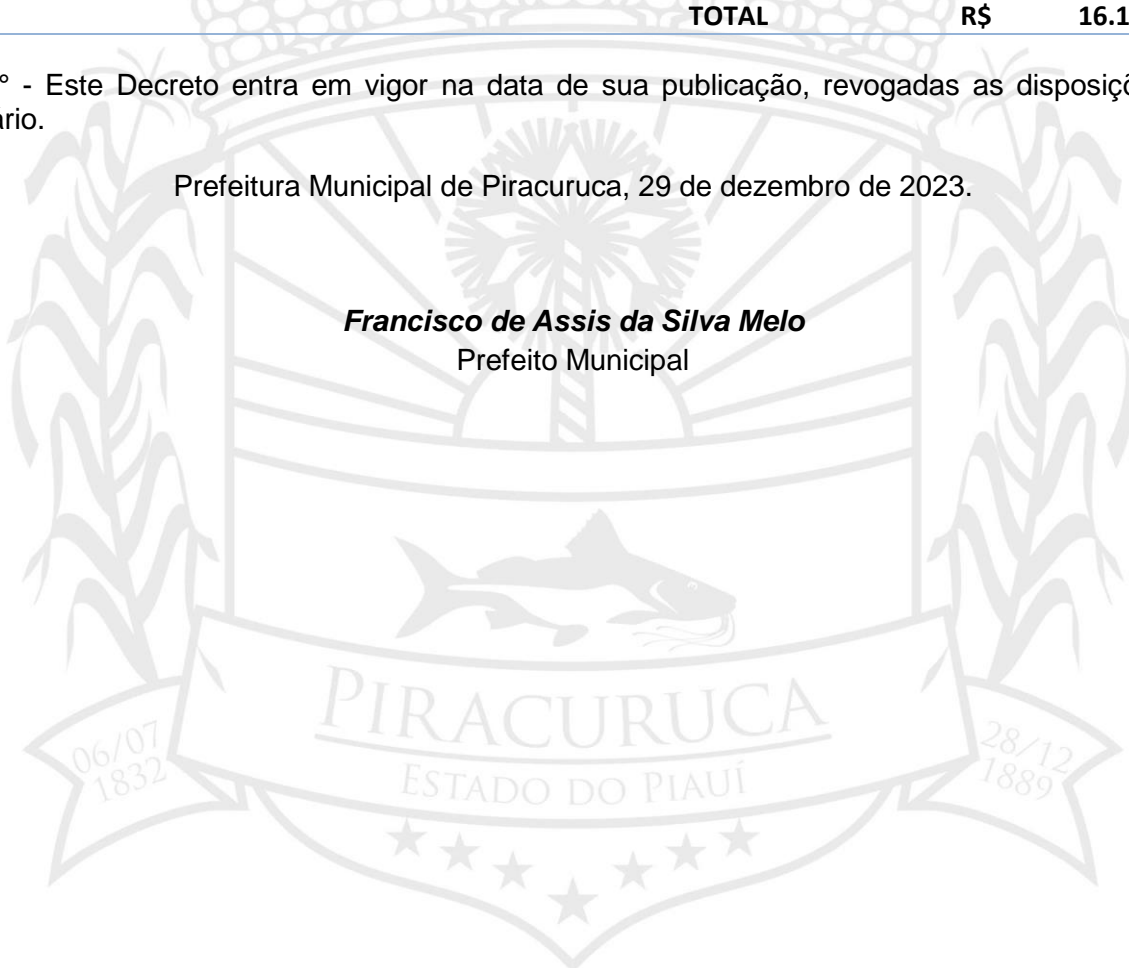 TOTAL R$ 16.1
° - Este Decreto entra em vigor na data de sua publicação, revogadas as disposiçõ
ário.
Prefeitura Municipal de Piracuruca, 29 de dezembro de 2023.
Francisco de Assis da Silva Melo
Prefeito Municipal
PIRACURUCA
06/07
1832
28/12
1889
ESTADO DO PIAUÍ